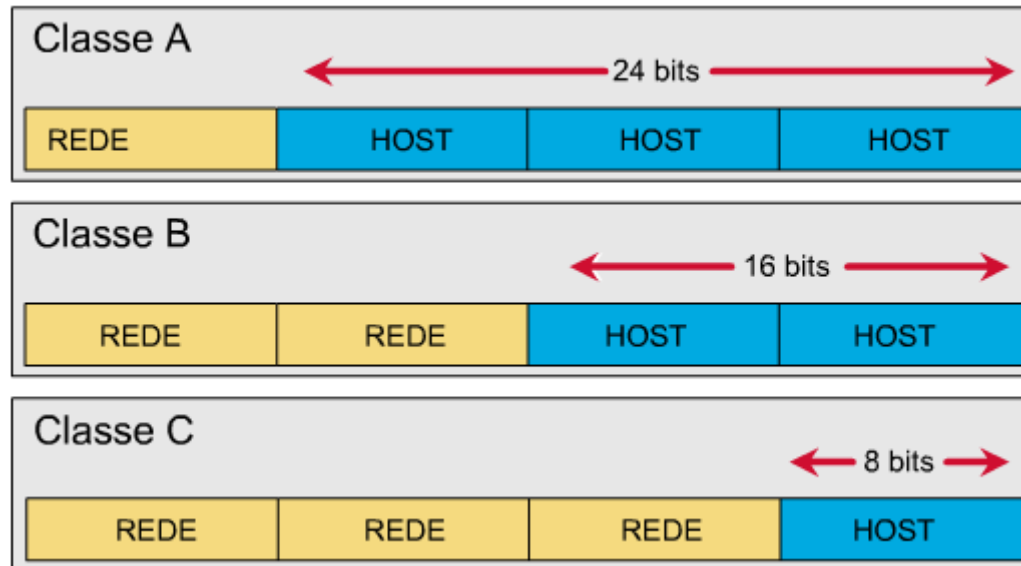 Classe A
24 bits
REDE HOST HOST HOST
Classe B
16 bits
REDE REDE HOST HOST
Classe C
8 bits
REDE REDE REDE HOST